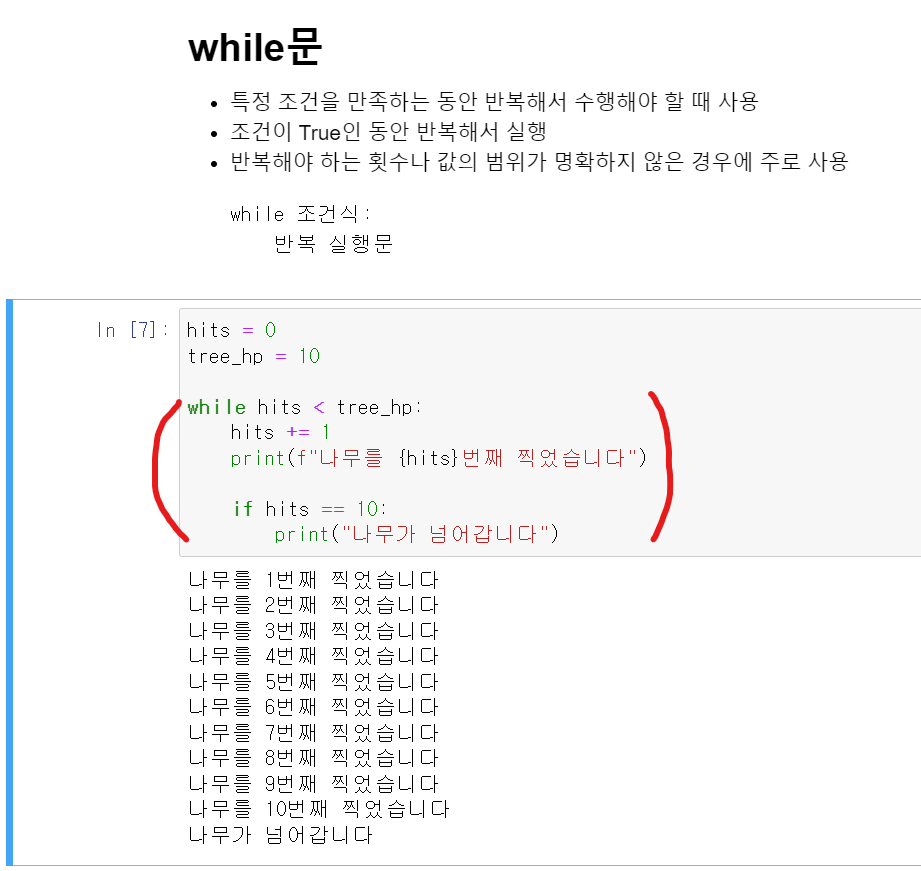 while문
• 특정 조건을 만족하는 동안 반복해서 수행해야 할 때 사용
• 조건이 True인 동안 반복해서 실행
• 반복해야 하는 횟수나 값의 범위가 명확하지 않은 경우에 주로 사용
while 조건식:
    반복 실행문
In [7]: hits = 0
tree_hp = 10
while hits < tree_hp:
    hits += 1
    print(f"나무를 {hits}번째 찍었습니다")
    if hits == 10:
        print("나무가 넘어갑니다")
나무를 1번째 찍었습니다
나무를 2번째 찍었습니다
나무를 3번째 찍었습니다
나무를 4번째 찍었습니다
나무를 5번째 찍었습니다
나무를 6번째 찍었습니다
나무를 7번째 찍었습니다
나무를 8번째 찍었습니다
나무를 9번째 찍었습니다
나무를 10번째 찍었습니다
나무가 넘어갑니다